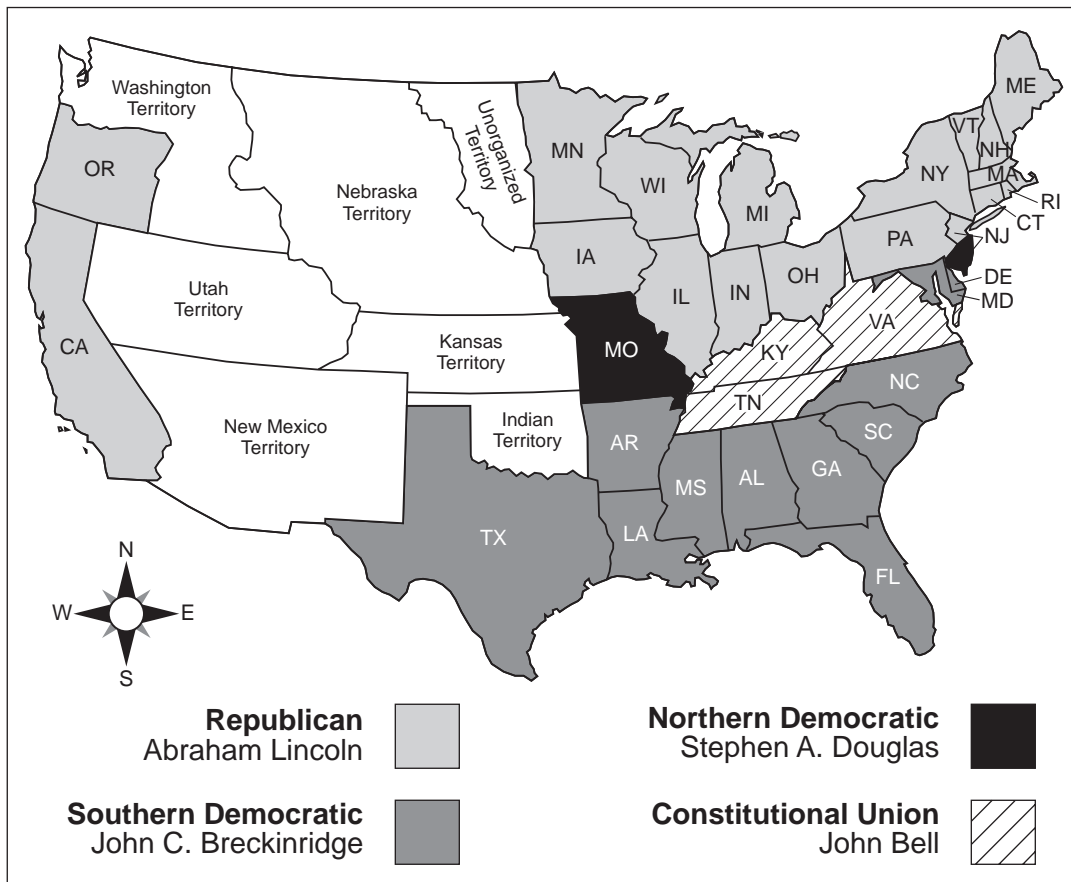 Washington
Territory
OR
CA
Utah
Territory
Nebraska
Territory
Unorganized
Territory
New Mexico
Territory
Kansas
Territory
Indian
Territory
MN
WI
MI
IA
IL
IN
OH
MO
KY
TN
VA
PA
NY
VT
NH
ME
MA
RI
CT
NJ
DE
MD
NC
SC
GA
AL
MS
AR
LA
TX
FL
N
W
E
S
Republican
Abraham Lincoln
Southern Democratic
John C. Breckinridge
Northern Democratic
Stephen A. Douglas
Constitutional Union
John Bell